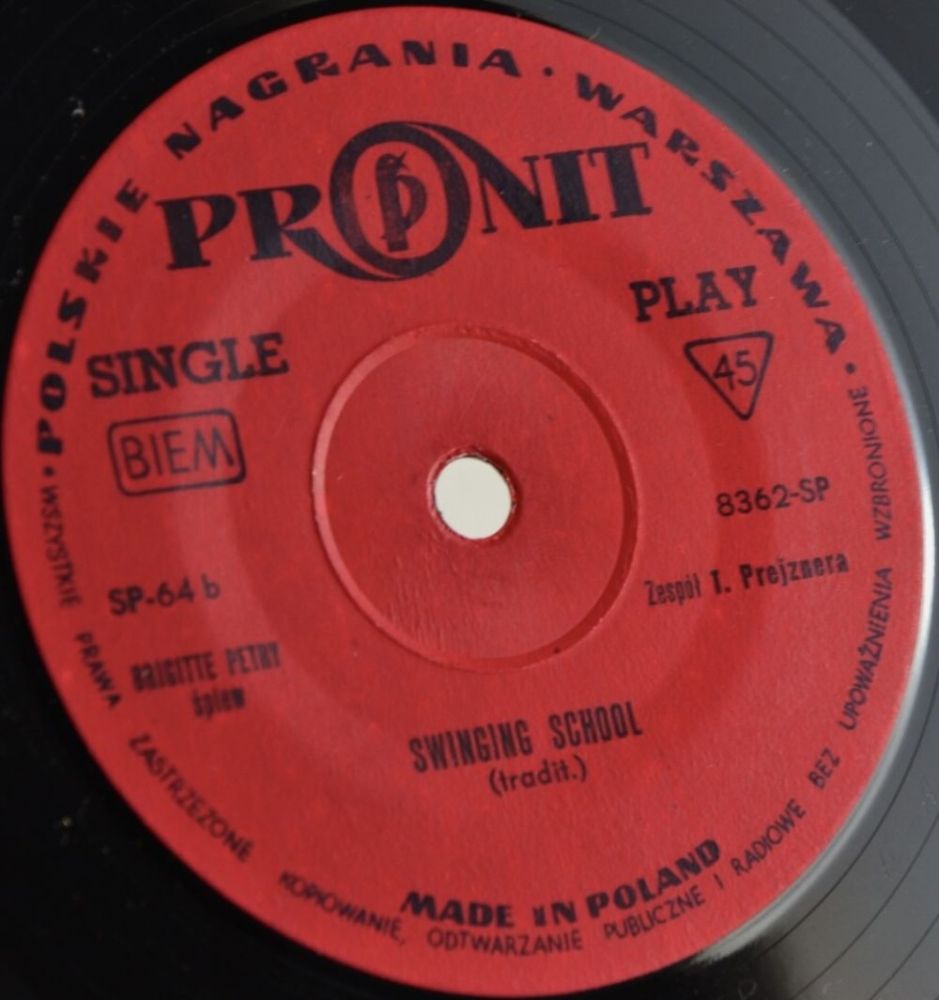 • POLSKIE NAGRANIA • WARSZAWA •
PRONIT
SINGLE PLAY
BIEM 45
8362-SP
SP-64 b
Zespół T. Prejznera
BRIGITTE PETRY
śpiew
SWINGING SCHOOL
(tradit.)
MADE IN POLAND
WSZYSTKIE PRAWA ZASTRZEŻONE KOPIOWANIE, ODTWARZANIE PUBLICZNE I RADIOWE BEZ UPOWAŻNIENIA WZBRONIONE